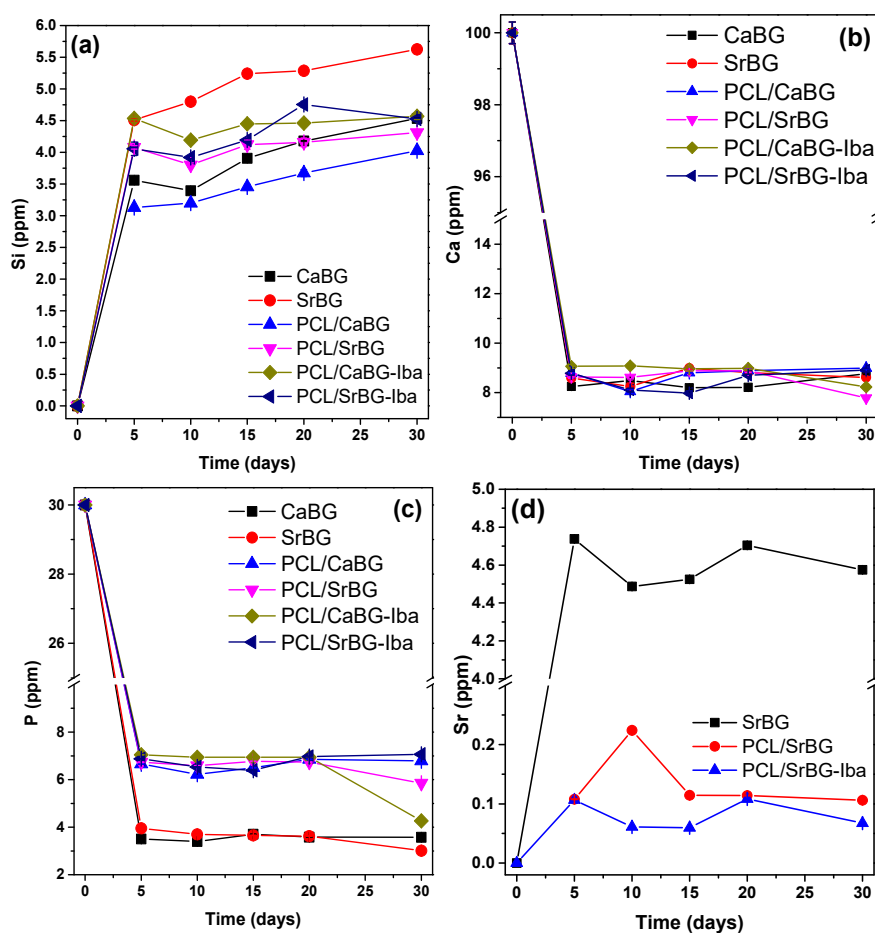 (a)
Si (ppm)
6.0
5.5
5.0
4.5
4.0
3.5
3.0
2.5
2.0
1.5
1.0
0.5
0.0
CaBG
SrBG
PCL/CaBG
PCL/SrBG
PCL/CaBG-Iba
PCL/SrBG-Iba
0 5 10 15 20 25 30
Time (days)
(b)
Ca (ppm)
100
98
96
14
12
10
8
CaBG
SrBG
PCL/CaBG
PCL/SrBG
PCL/CaBG-Iba
PCL/SrBG-Iba
0 5 10 15 20 25 30
Time (days)
(c)
P (ppm)
30
28
26
8
6
4
2
CaBG
SrBG
PCL/CaBG
PCL/SrBG
PCL/CaBG-Iba
PCL/SrBG-Iba
0 5 10 15 20 25 30
Time (days)
(d)
Sr (ppm)
5.0
4.8
4.6
4.4
4.2
4.0
0.2
0.1
0.0
SrBG
PCL/SrBG
PCL/SrBG-Iba
0 5 10 15 20 25 30
Time (days)